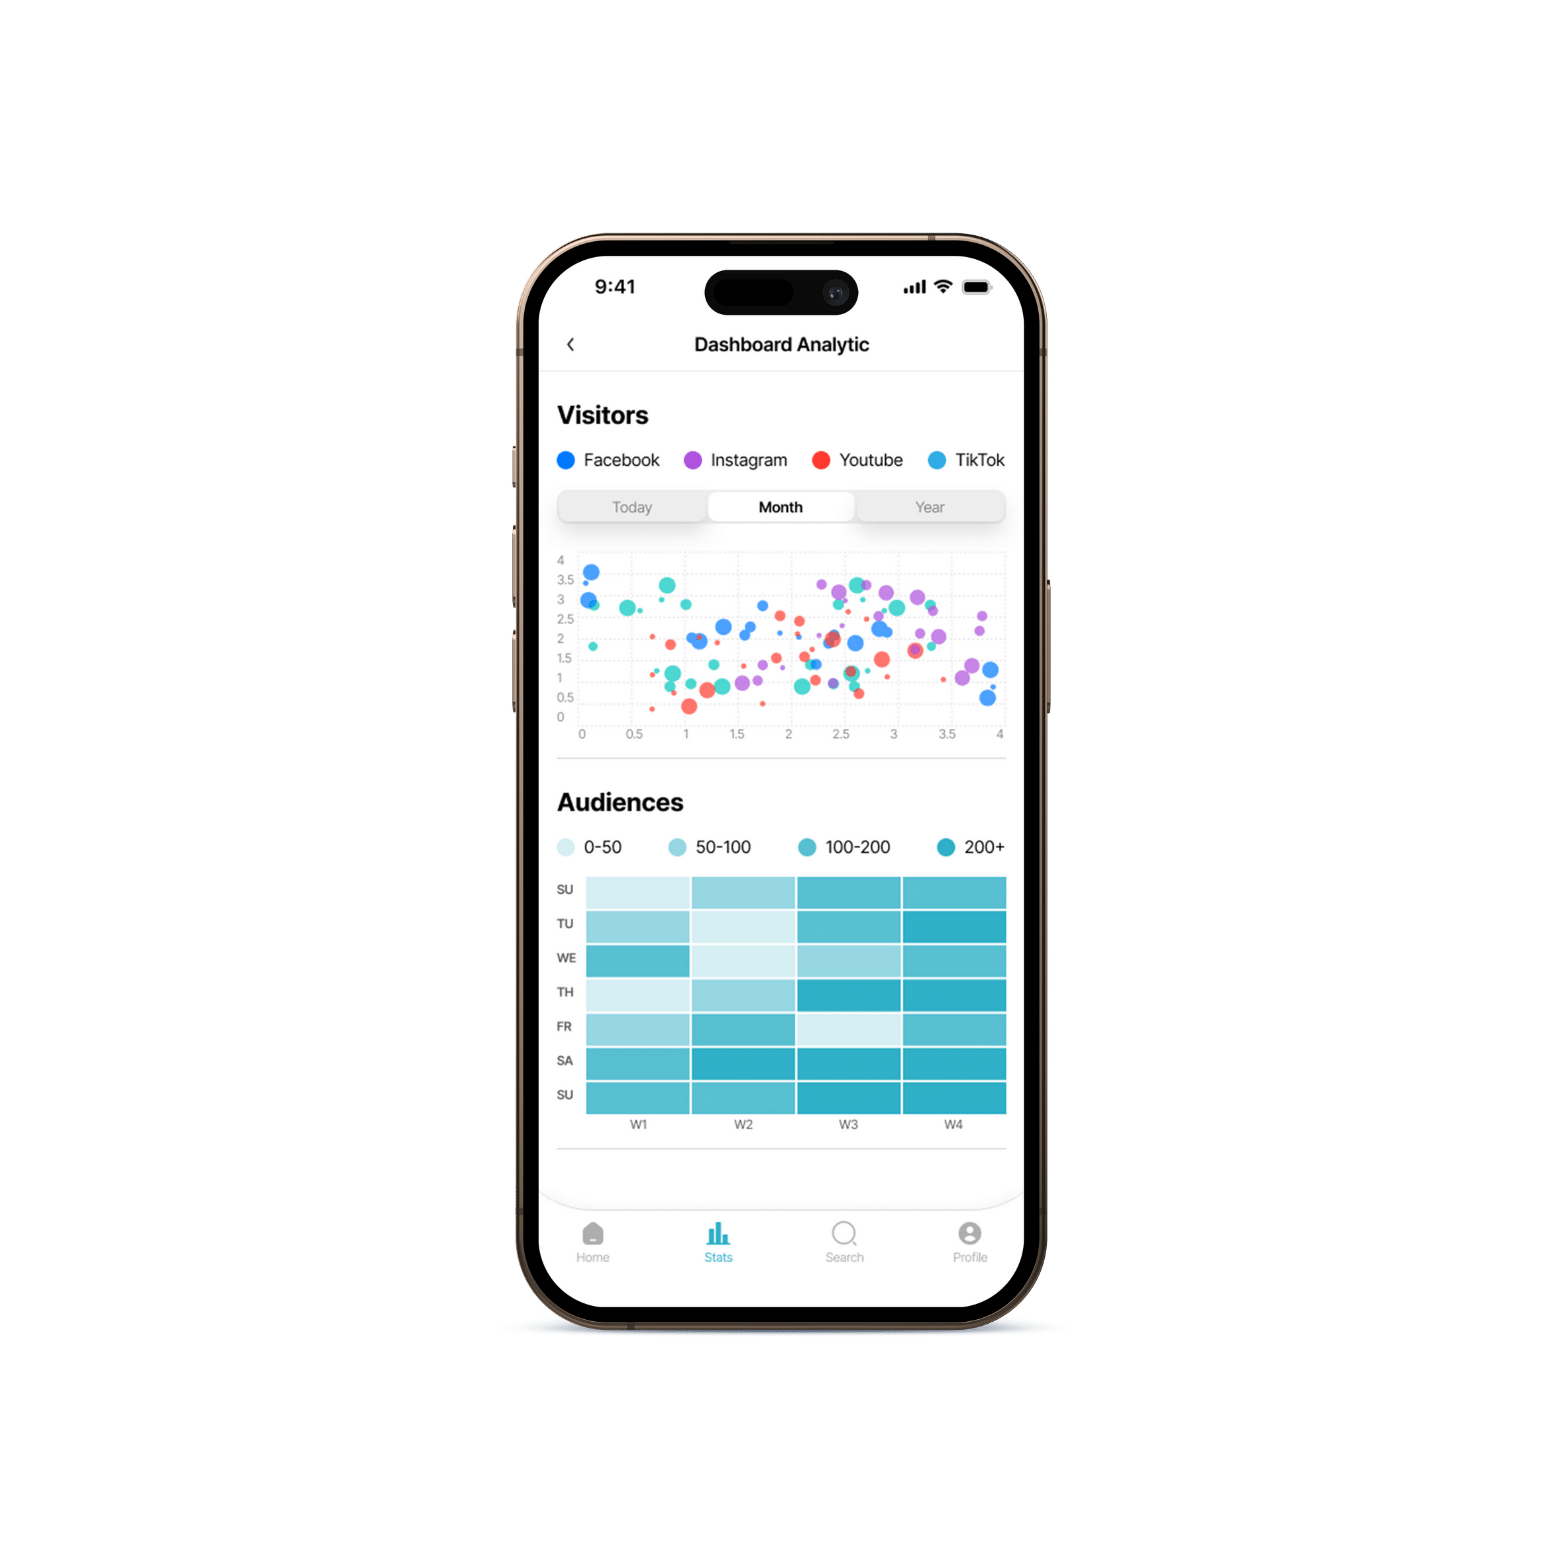 9:41
Dashboard Analytic
Visitors
Facebook Instagram Youtube TikTok
Today Month Year
4
3.5
3
2.5
2
1.5
1
0.5
0
0 0.5 1 1.5 2 2.5 3 3.5 4
Audiences
0-50 50-100 100-200 200+
SU
TU
WE
TH
FR
SA
SU
W1 W2 W3 W4
Home Stats Search Profile